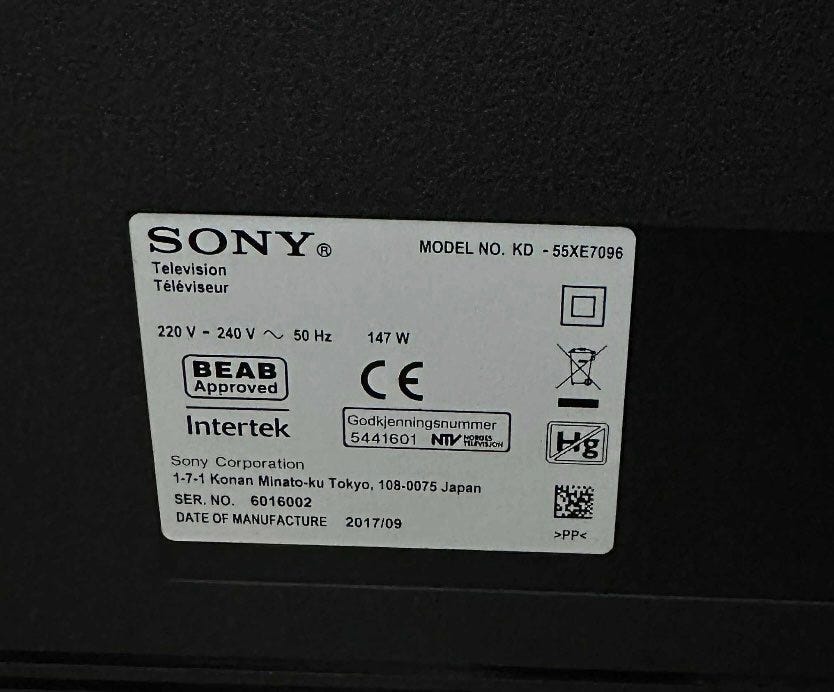 SONY®
MODEL NO. KD - 55XE7096
Television
Téléviseur
220 V - 240 V ~ 50 Hz 147 W
BEAB
Approved
CE
Intertek
Godkjenningsnummer
5441601 NTV NORGES TELEVISJON
Hg
Sony Corporation
1-7-1 Konan Minato-ku Tokyo, 108-0075 Japan
SER. NO. 6016002
DATE OF MANUFACTURE 2017/09
>PP<